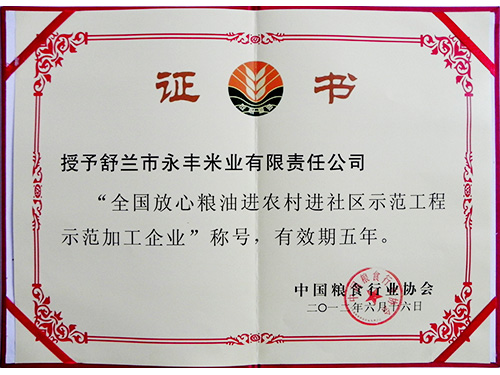 证书
授予舒兰市永丰米业有限责任公司
“全国放心粮油进农村进社区示范工程
示范加工企业”称号，有效期五年。
中国粮食行业协会
二〇一二年六月十六日